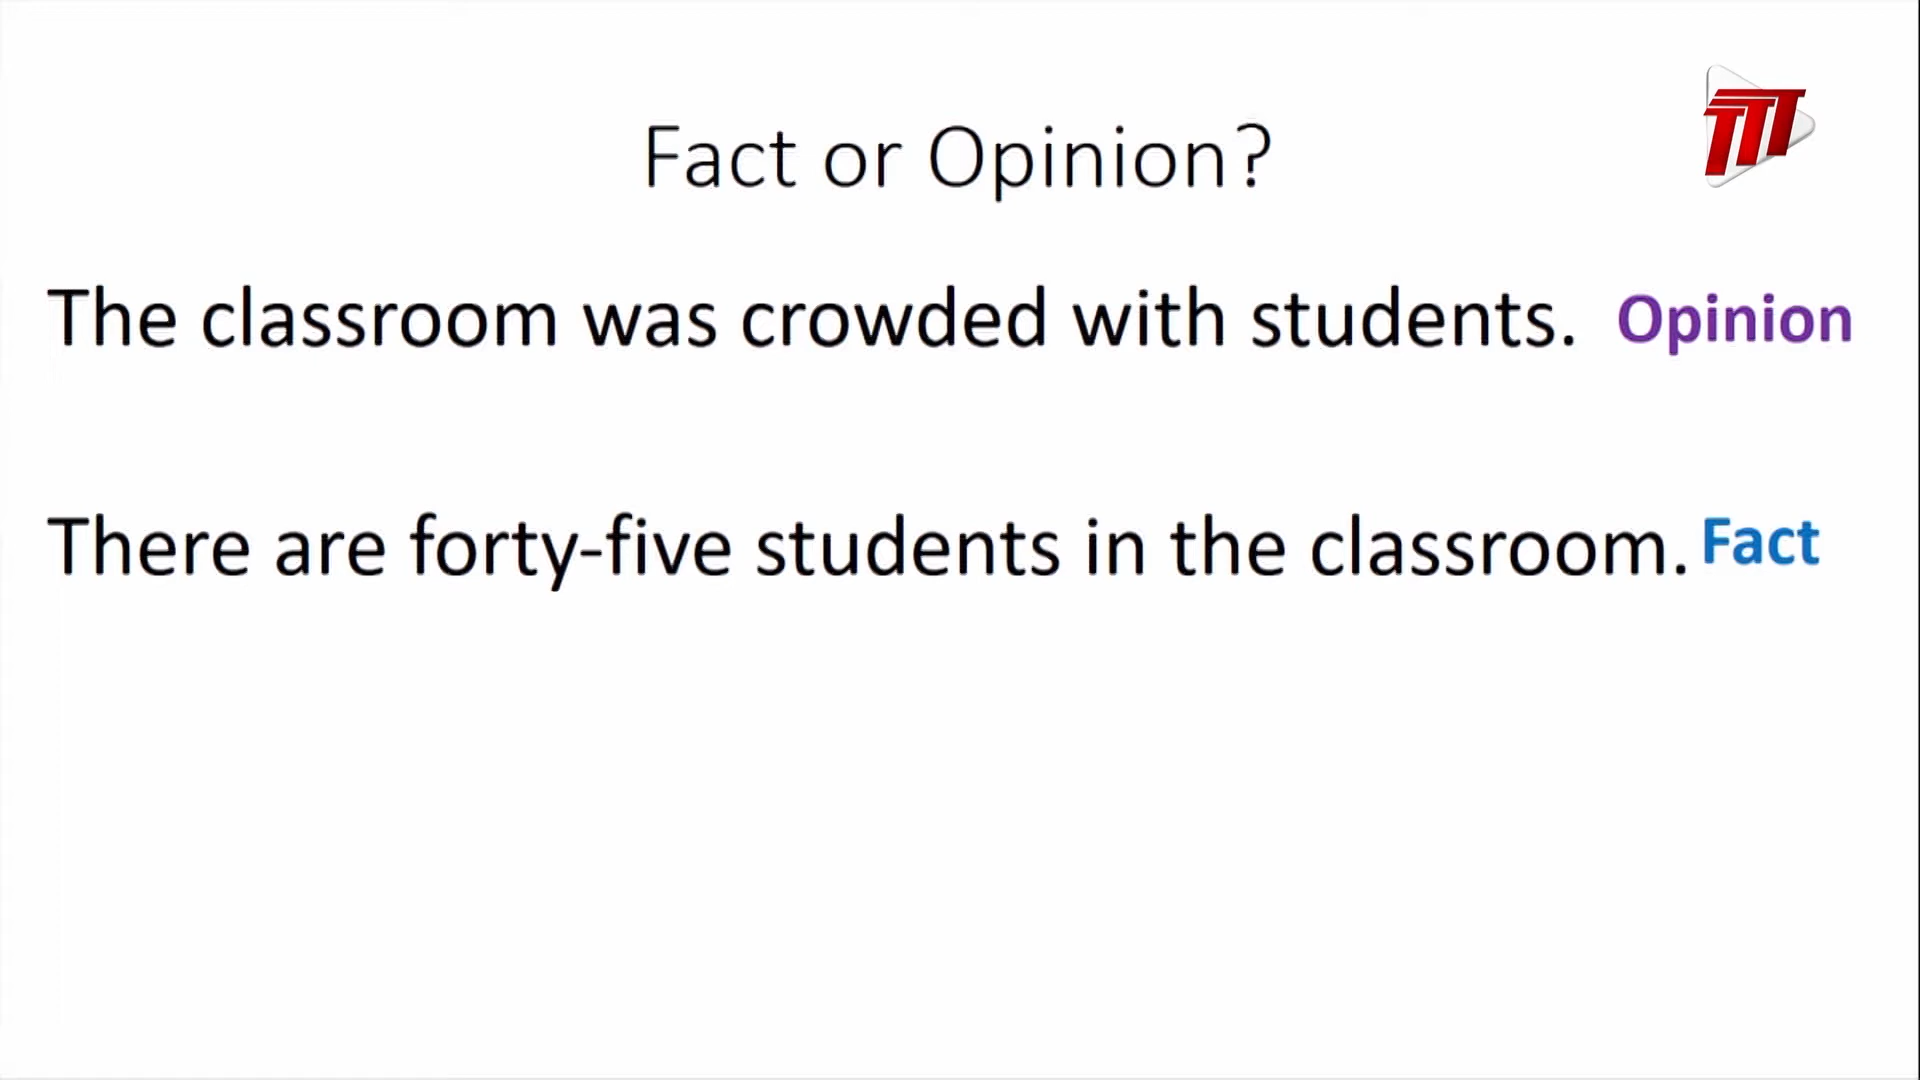 TTT
Fact or Opinion?
The classroom was crowded with students. Opinion
There are forty-five students in the classroom. Fact